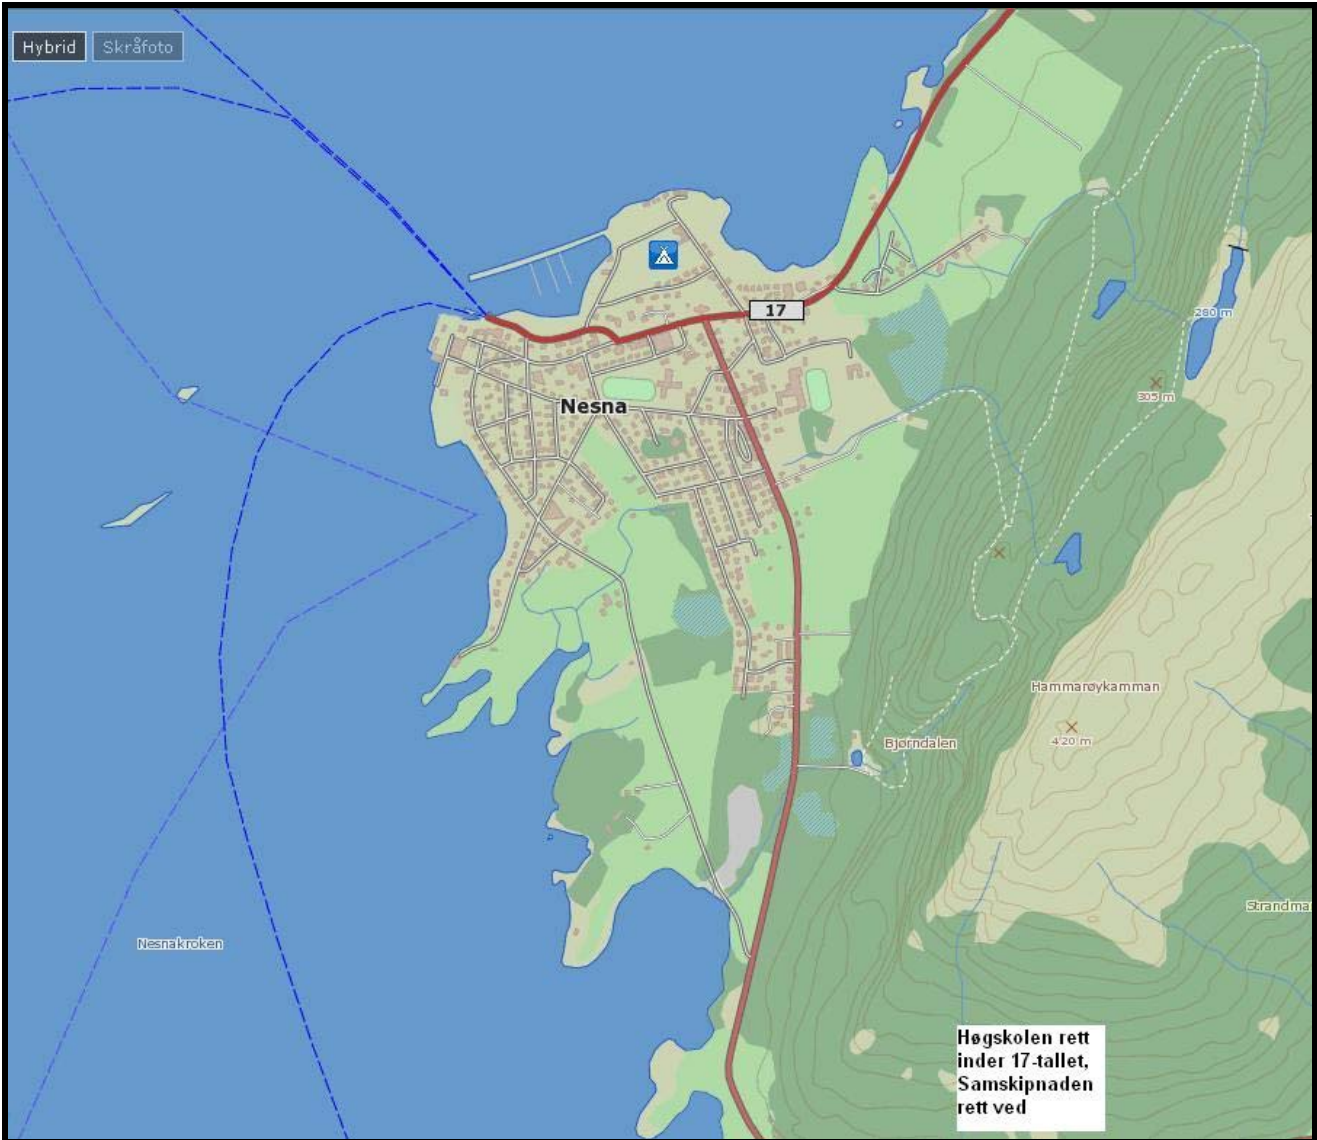 Hybrid
Skråfoto
17
280 m
305 m
Nesna
Hammarøykamman
420 m
Bjørndalen
Strandma
Nesnakroken
Høgskolen rett
inder 17-tallet,
Samskipnaden
rett ved